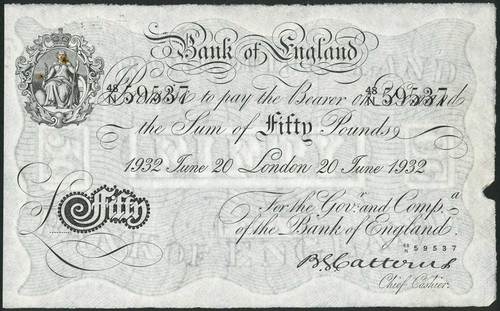 Bank of England
48/N 59537 to pay the Bearer on 48/N 59537
the Sum of Fifty Pounds
1932 June 20 London 20 June 1932
£ Fifty
For the Govr. and Compa.
of the Bank of England.
48/N 59537
B G Catterns
Chief Cashier.